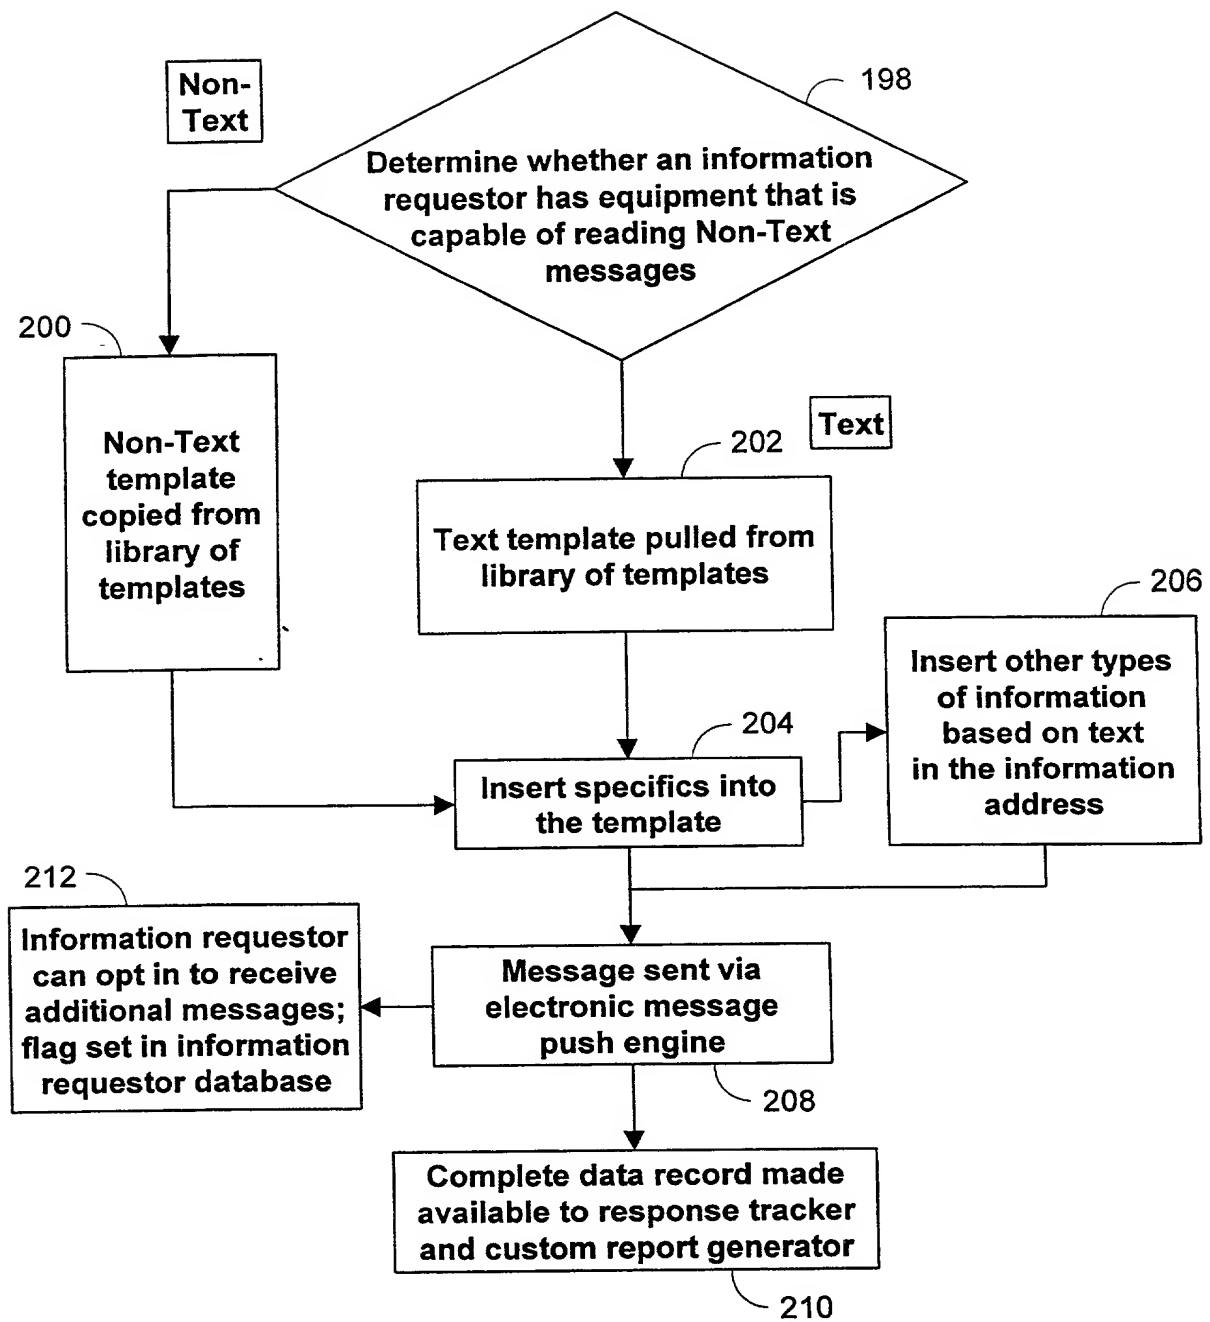 Non-
Text
198
Determine whether an information
requestor has equipment that is
capable of reading Non-Text
messages
200
Non-Text
template
copied from
library of
templates
Text
202
Text template pulled from
library of templates
206
Insert other types
of information
based on text
in the information
address
204
Insert specifics into
the template
212
Information requestor
can opt in to receive
additional messages;
flag set in information
requestor database
Message sent via
electronic message
push engine
208
Complete data record made
available to response tracker
and custom report generator
210